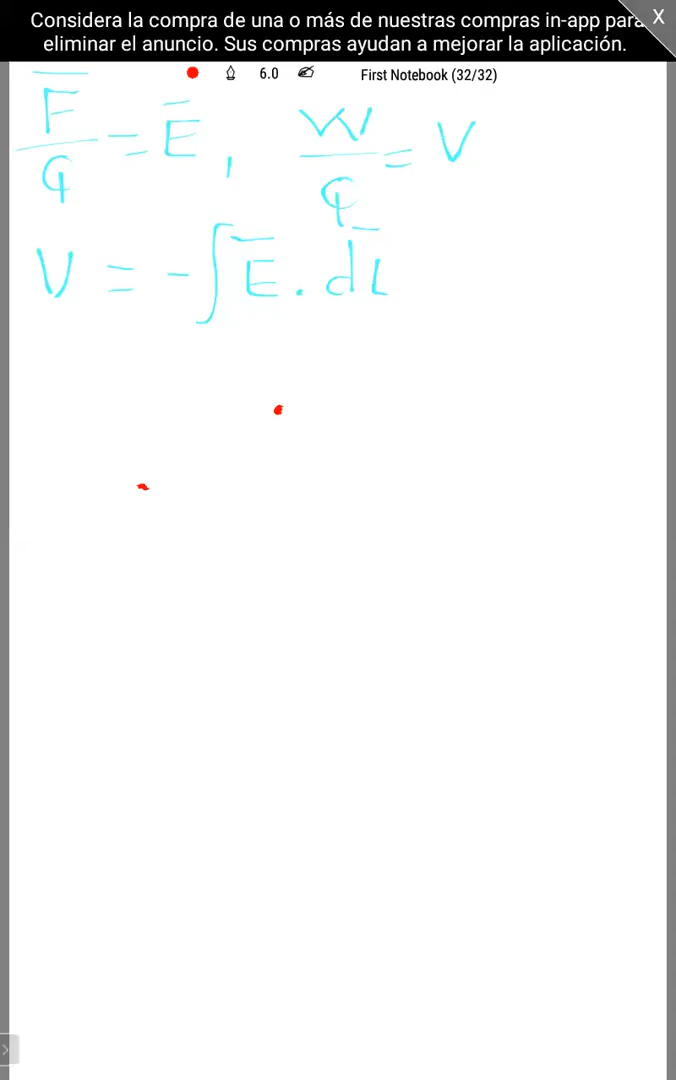 Considera la compra de una o más de nuestras compras in-app para
eliminar el anuncio. Sus compras ayudan a mejorar la aplicación.
X
6.0 First Notebook (32/32)
F̅/q = E̅, W/q = V
V = -∫E̅ . dl̅